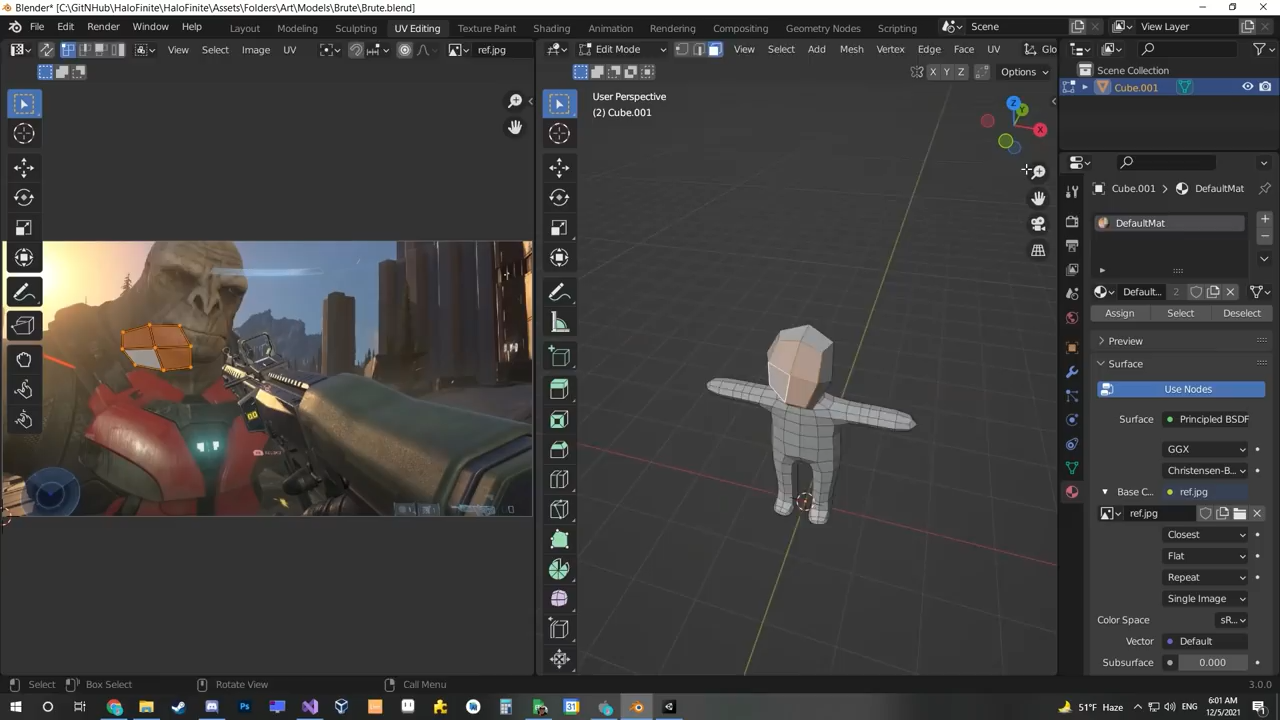 Blender* [C:\GitNHub\HaloFinite\HaloFinite\Assets\Folders\Art\Models\Brute\Brute.blend]
File Edit Render Window Help
Layout Modeling Sculpting UV Editing Texture Paint Shading Animation Rendering Compositing Geometry Nodes Scripting
Scene
View Layer
View Select Image UV
ref.jpg
Edit Mode
View Select Add Mesh Vertex Edge Face UV
Glo
X Y Z
Options
Scene Collection
Cube.001
User Perspective
(2) Cube.001
Z
Y
X
Cube.001
DefaultMat
DefaultMat
Default...
2
Assign
Select
Deselect
Preview
Surface
Use Nodes
Surface
Principled BSDF
GGX
Christensen-B...
Base C...
ref.jpg
ref.jpg
Closest
Flat
Repeat
Single Image
Color Space
sR...
Vector
Default
Subsurface
0.000
Select
Box Select
Rotate View
Call Menu
3.0.0
51°F Haze
ENG
6:01 AM
12/5/2021